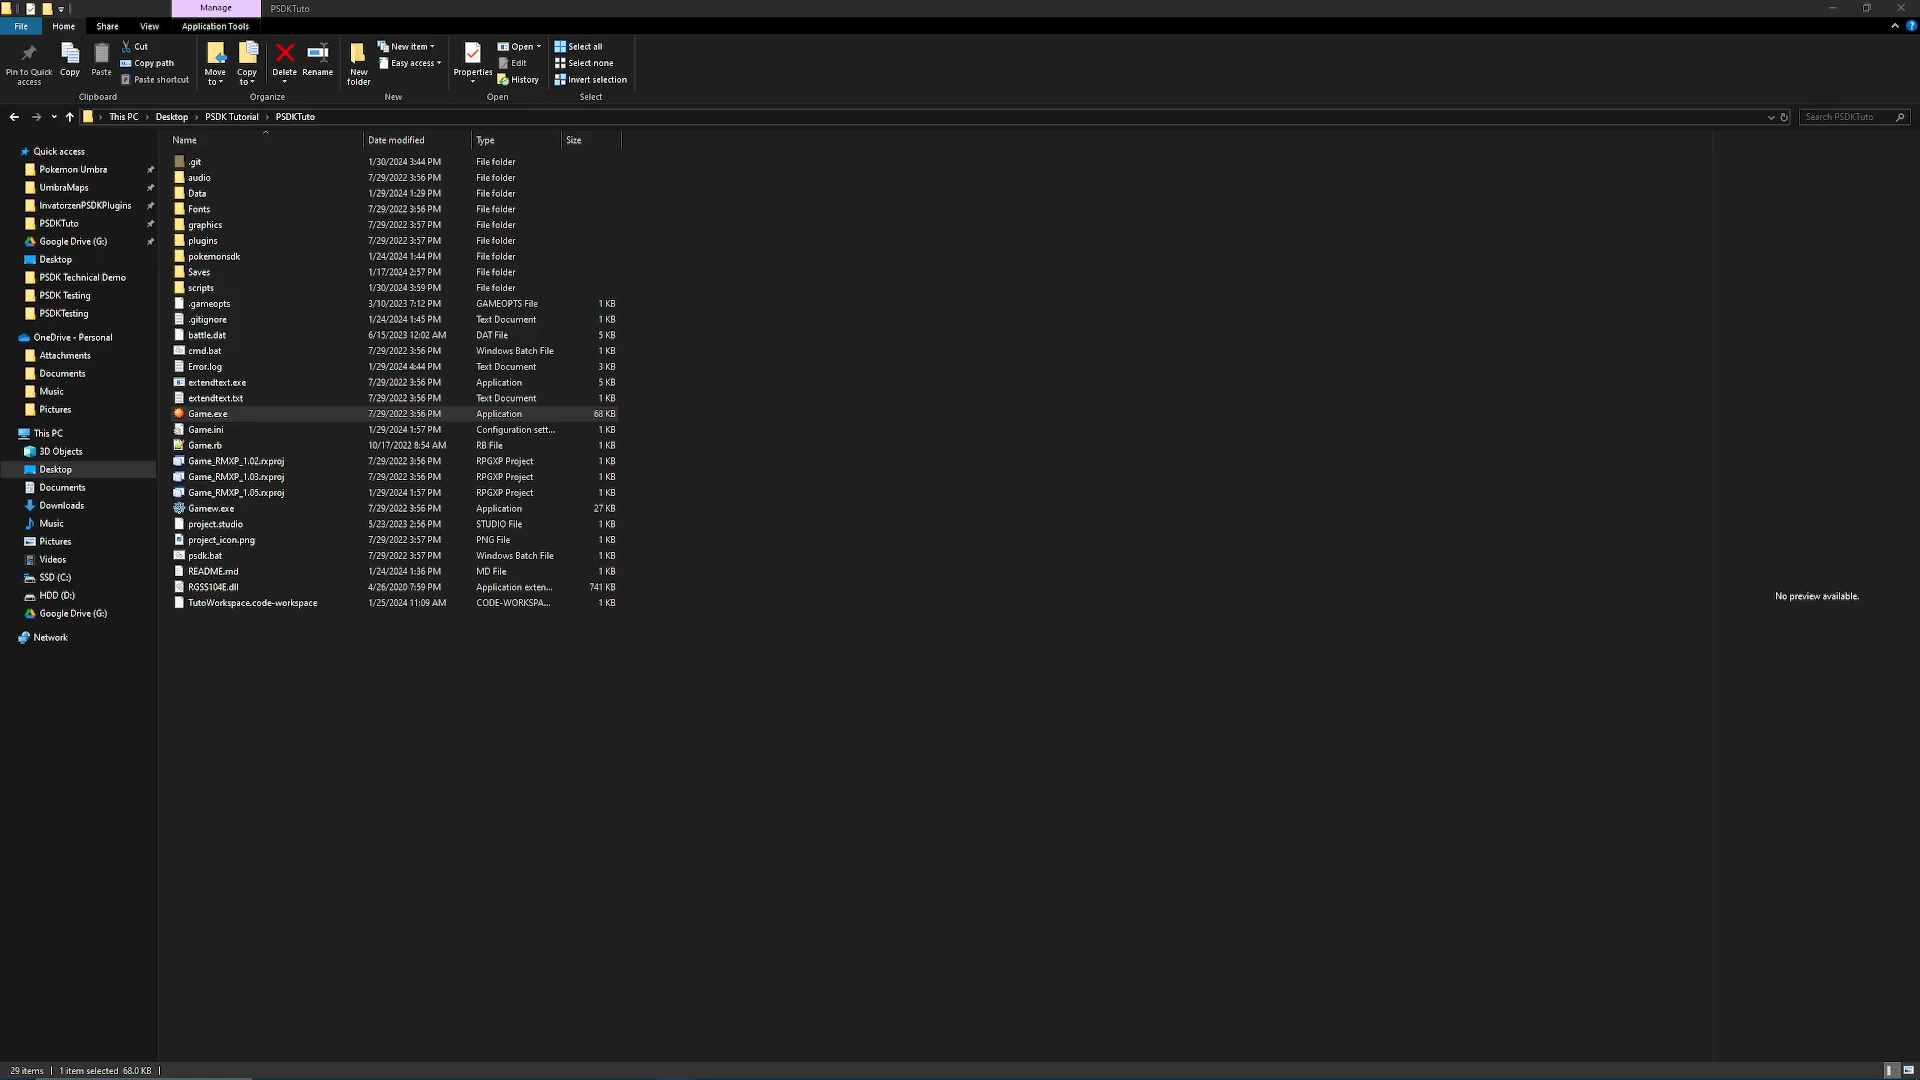 Manage
PSDKTuto
File
Home
Share
View
Application Tools
Pin to Quick access
Copy
Paste
Cut
Copy path
Paste shortcut
Clipboard
Move to
Copy to
Delete
Rename
Organize
New folder
New item
Easy access
New
Properties
Open
Edit
History
Open
Select all
Select none
Invert selection
Select
This PC > Desktop > PSDK Tutorial > PSDKTuto
Search PSDKTuto
Quick access
Pokemon Umbra
UmbraMaps
InvatorzenPSDKPlugins
PSDKTuto
Google Drive (G:)
Desktop
PSDK Technical Demo
PSDK Testing
PSDKTesting
OneDrive - Personal
Attachments
Documents
Music
Pictures
This PC
3D Objects
Desktop
Documents
Downloads
Music
Pictures
Videos
SSD (C:)
HDD (D:)
Google Drive (G:)
Network
Name Date modified Type Size
.git 1/30/2024 3:44 PM File folder
audio 7/29/2022 3:56 PM File folder
Data 1/29/2024 1:29 PM File folder
Fonts 7/29/2022 3:56 PM File folder
graphics 7/29/2022 3:57 PM File folder
plugins 7/29/2022 3:57 PM File folder
pokemonsdk 1/24/2024 1:44 PM File folder
Saves 1/17/2024 2:57 PM File folder
scripts 1/30/2024 3:59 PM File folder
.gameopts 3/10/2023 7:12 PM GAMEOPTS File 1 KB
.gitignore 1/24/2024 1:45 PM Text Document 1 KB
battle.dat 6/15/2023 12:02 AM DAT File 5 KB
cmd.bat 7/29/2022 3:56 PM Windows Batch File 1 KB
Error.log 1/29/2024 4:44 PM Text Document 3 KB
extendtext.exe 7/29/2022 3:56 PM Application 5 KB
extendtext.txt 7/29/2022 3:56 PM Text Document 1 KB
Game.exe 7/29/2022 3:56 PM Application 68 KB
Game.ini 1/29/2024 1:57 PM Configuration sett... 1 KB
Game.rb 10/17/2022 8:54 AM RB File 1 KB
Game_RMXP_1.02.rxproj 7/29/2022 3:56 PM RPGXP Project 1 KB
Game_RMXP_1.03.rxproj 7/29/2022 3:56 PM RPGXP Project 1 KB
Game_RMXP_1.05.rxproj 1/29/2024 1:57 PM RPGXP Project 1 KB
Gamew.exe 7/29/2022 3:56 PM Application 27 KB
project.studio 5/23/2023 2:56 PM STUDIO File 1 KB
project_icon.png 7/29/2022 3:57 PM PNG File 1 KB
psdk.bat 7/29/2022 3:57 PM Windows Batch File 1 KB
README.md 1/24/2024 1:36 PM MD File 1 KB
RGSS104E.dll 4/26/2020 7:59 PM Application exten... 741 KB
TutoWorkspace.code-workspace 1/25/2024 11:09 AM CODE-WORKSPA... 1 KB
No preview available.
29 items 1 item selected 68.0 KB